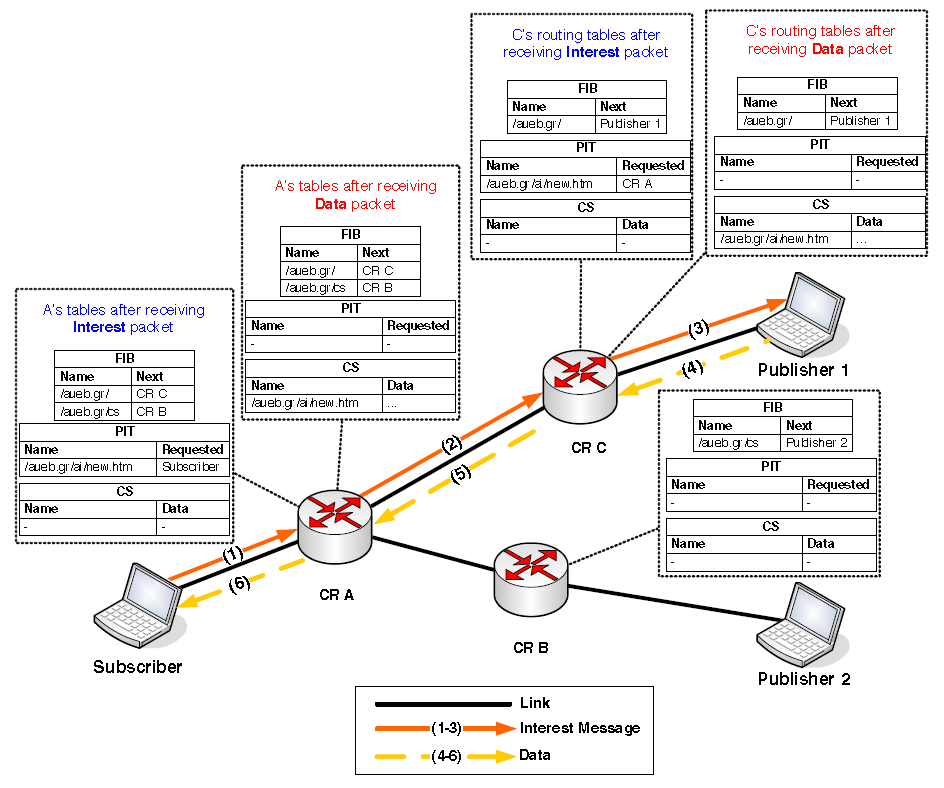 C's routing tables after
receiving Interest packet
FIB
Name Next
/aueb.gr/ Publisher 1
PIT
Name Requested
/aueb.gr/ai/new.htm CR A
CS
Name Data
- -
C's routing tables after
receiving Data packet
FIB
Name Next
/aueb.gr/ Publisher 1
PIT
Name Requested
- -
CS
Name Data
/aueb.gr/ai/new.htm ...
A's tables after receiving
Data packet
FIB
Name Next
/aueb.gr/ CR C
/aueb.gr/cs CR B
PIT
Name Requested
- -
CS
Name Data
/aueb.gr/ai/new.htm ...
A's tables after receiving
Interest packet
FIB
Name Next
/aueb.gr/ CR C
/aueb.gr/cs CR B
PIT
Name Requested
/aueb.gr/ai/new.htm Subscriber
CS
Name Data
- -
(3)
(4)
Publisher 1
CR C
(2)
(5)
FIB
Name Next
/aueb.gr/cs Publisher 2
PIT
Name Requested
- -
CS
Name Data
- -
(1)
(6)
CR A
CR B
Subscriber
Publisher 2
Link
(1-3) Interest Message
(4-6) Data